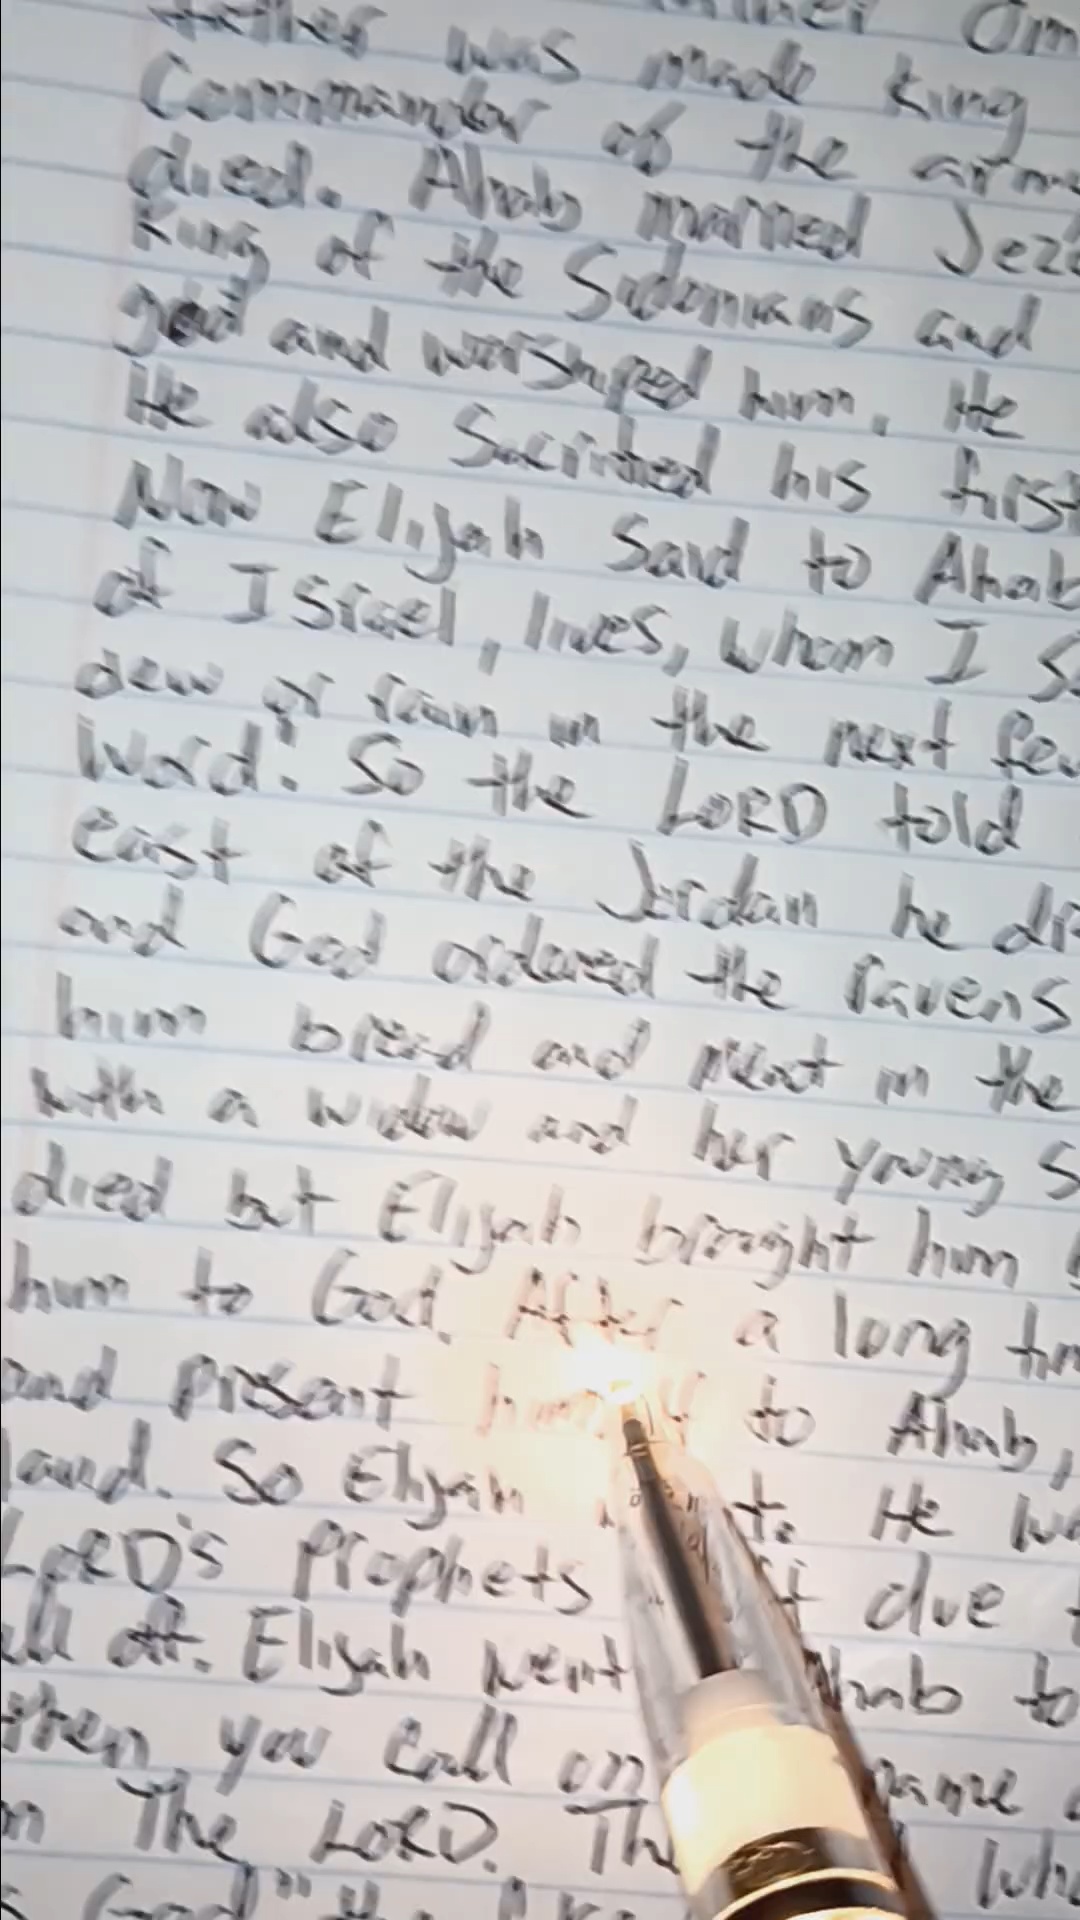 father was made King
Commander of the
died. Ahab married
King of the Sidonians and
god and worshiped him. He
He also Sacrificed his first
Now Elijah Said to Ahab
of Israel, lives, whom I
dew or rain in the next few
word." So the LORD told
east of the Jordan he
and God ordered the ravens
him bread and meat in the
with a widow and her young
died but Elijah brought him
him to God. After a long
and present himself to Ahab,
land. So Elijah He
LORD's prophets due
all off. Elijah went Ahab to
then you call on name
The LORD. The
God"